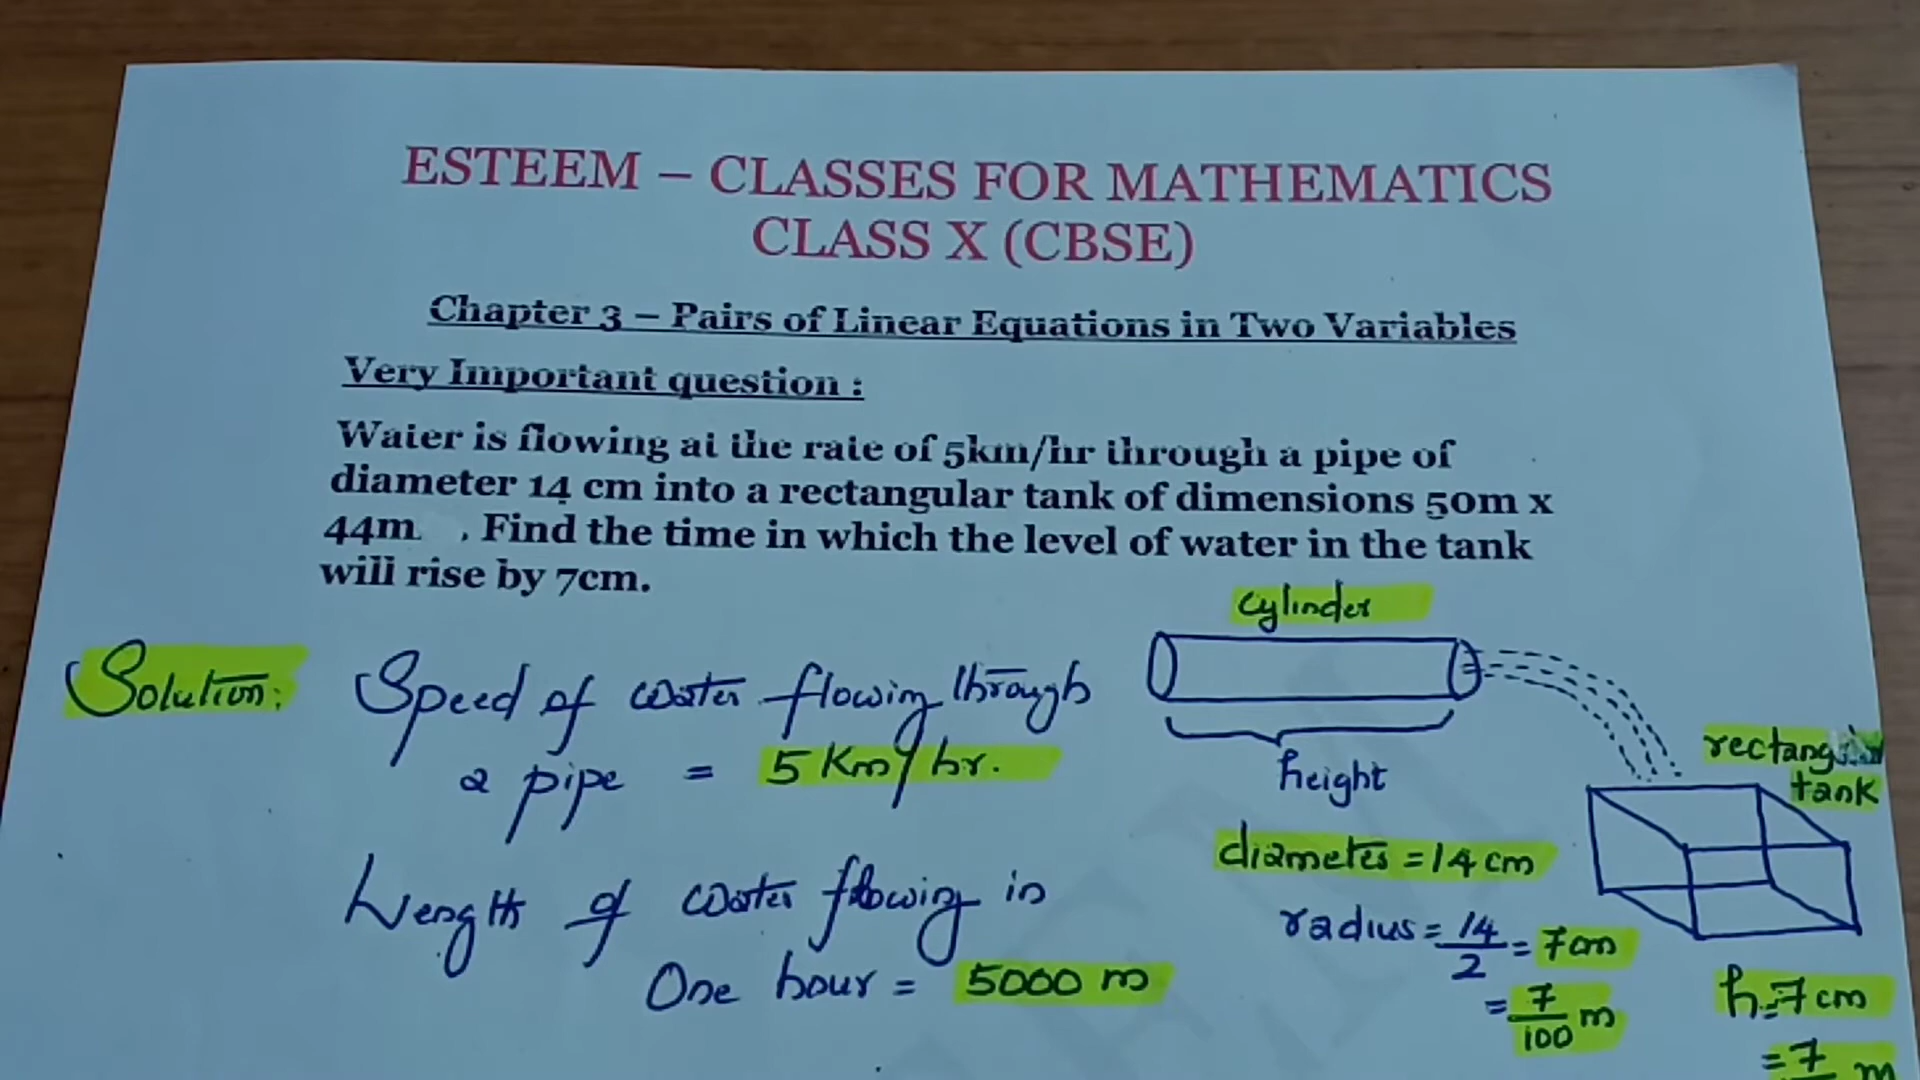 ESTEEM – CLASSES FOR MATHEMATICS
CLASS X (CBSE)
Chapter 3 – Pairs of Linear Equations in Two Variables
Very Important question :
Water is flowing at the rate of 5km/hr through a pipe of
diameter 14 cm into a rectangular tank of dimensions 50m x
44m , Find the time in which the level of water in the tank
will rise by 7cm.
cylinder
Solution: Speed of water flowing through
a pipe = 5 Km/hr.
height
rectangular
tank
diameter = 14 cm
Length of water flowing in
One hour = 5000 m
radius = 14/2 = 7cm
= 7/100 m
h = 7 cm
= 7 m